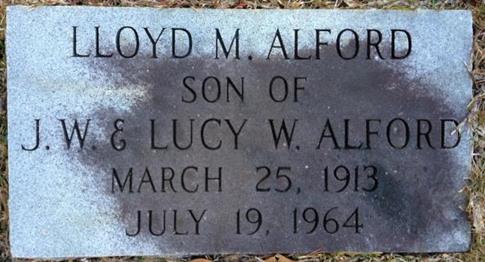 LLOYD M. ALFORD
SON OF
J. W. & LUCY W. ALFORD
MARCH 25, 1913
JULY 19, 1964